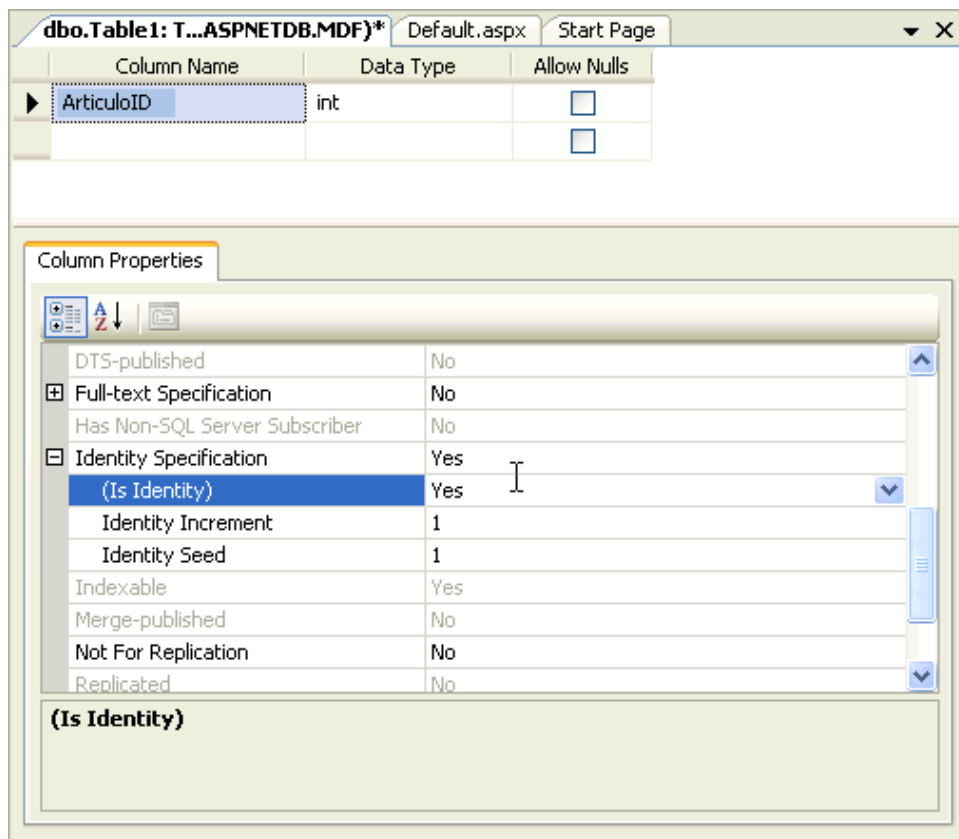 dbo.Table1: T...ASPNETDB.MDF)* Default.aspx Start Page
Column Name Data Type Allow Nulls
ArticuloID int
Column Properties
DTS-published No
Full-text Specification No
Has Non-SQL Server Subscriber No
Identity Specification Yes
(Is Identity) Yes
Identity Increment 1
Identity Seed 1
Indexable Yes
Merge-published No
Not For Replication No
Replicated No
(Is Identity)